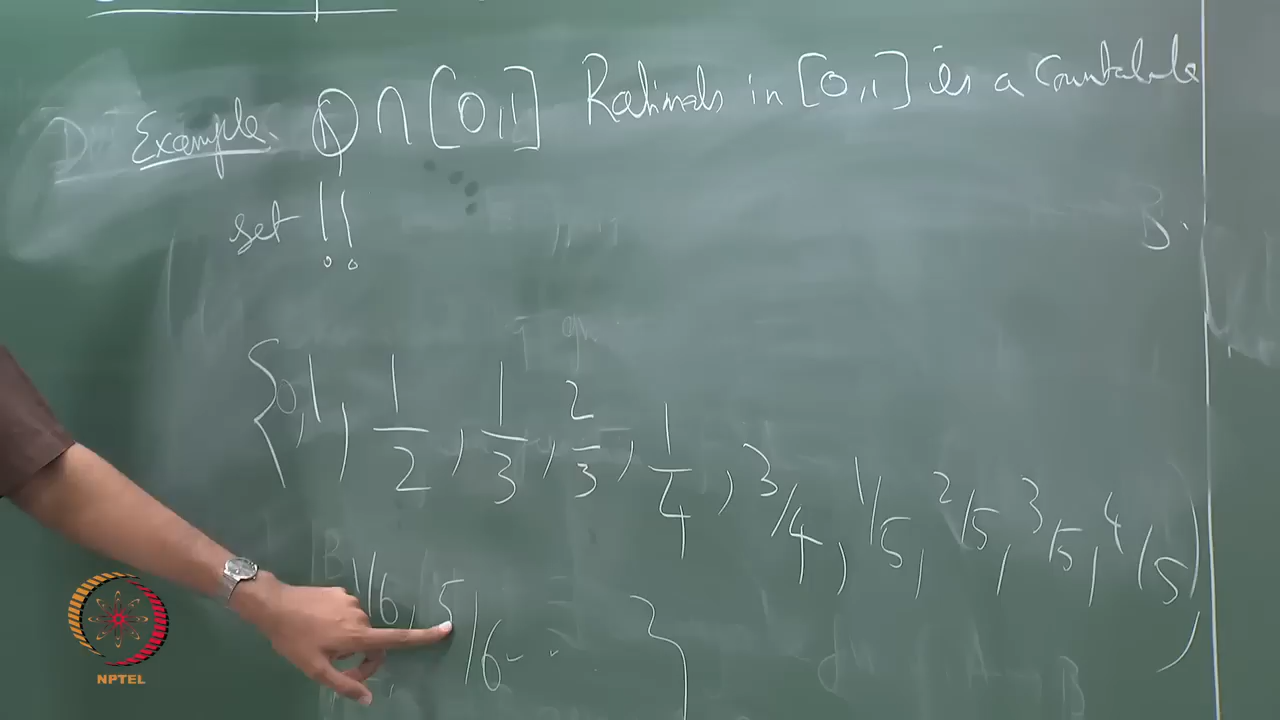 Example. Q ∩ [0,1] Rationals in [0,1] is a Countable
set !!
{0, 1, 1/2, 1/3, 2/3, 1/4, 3/4, 1/5, 2/5, 3/5, 4/5,
1/6, 5/6 - - }
B.
NPTEL